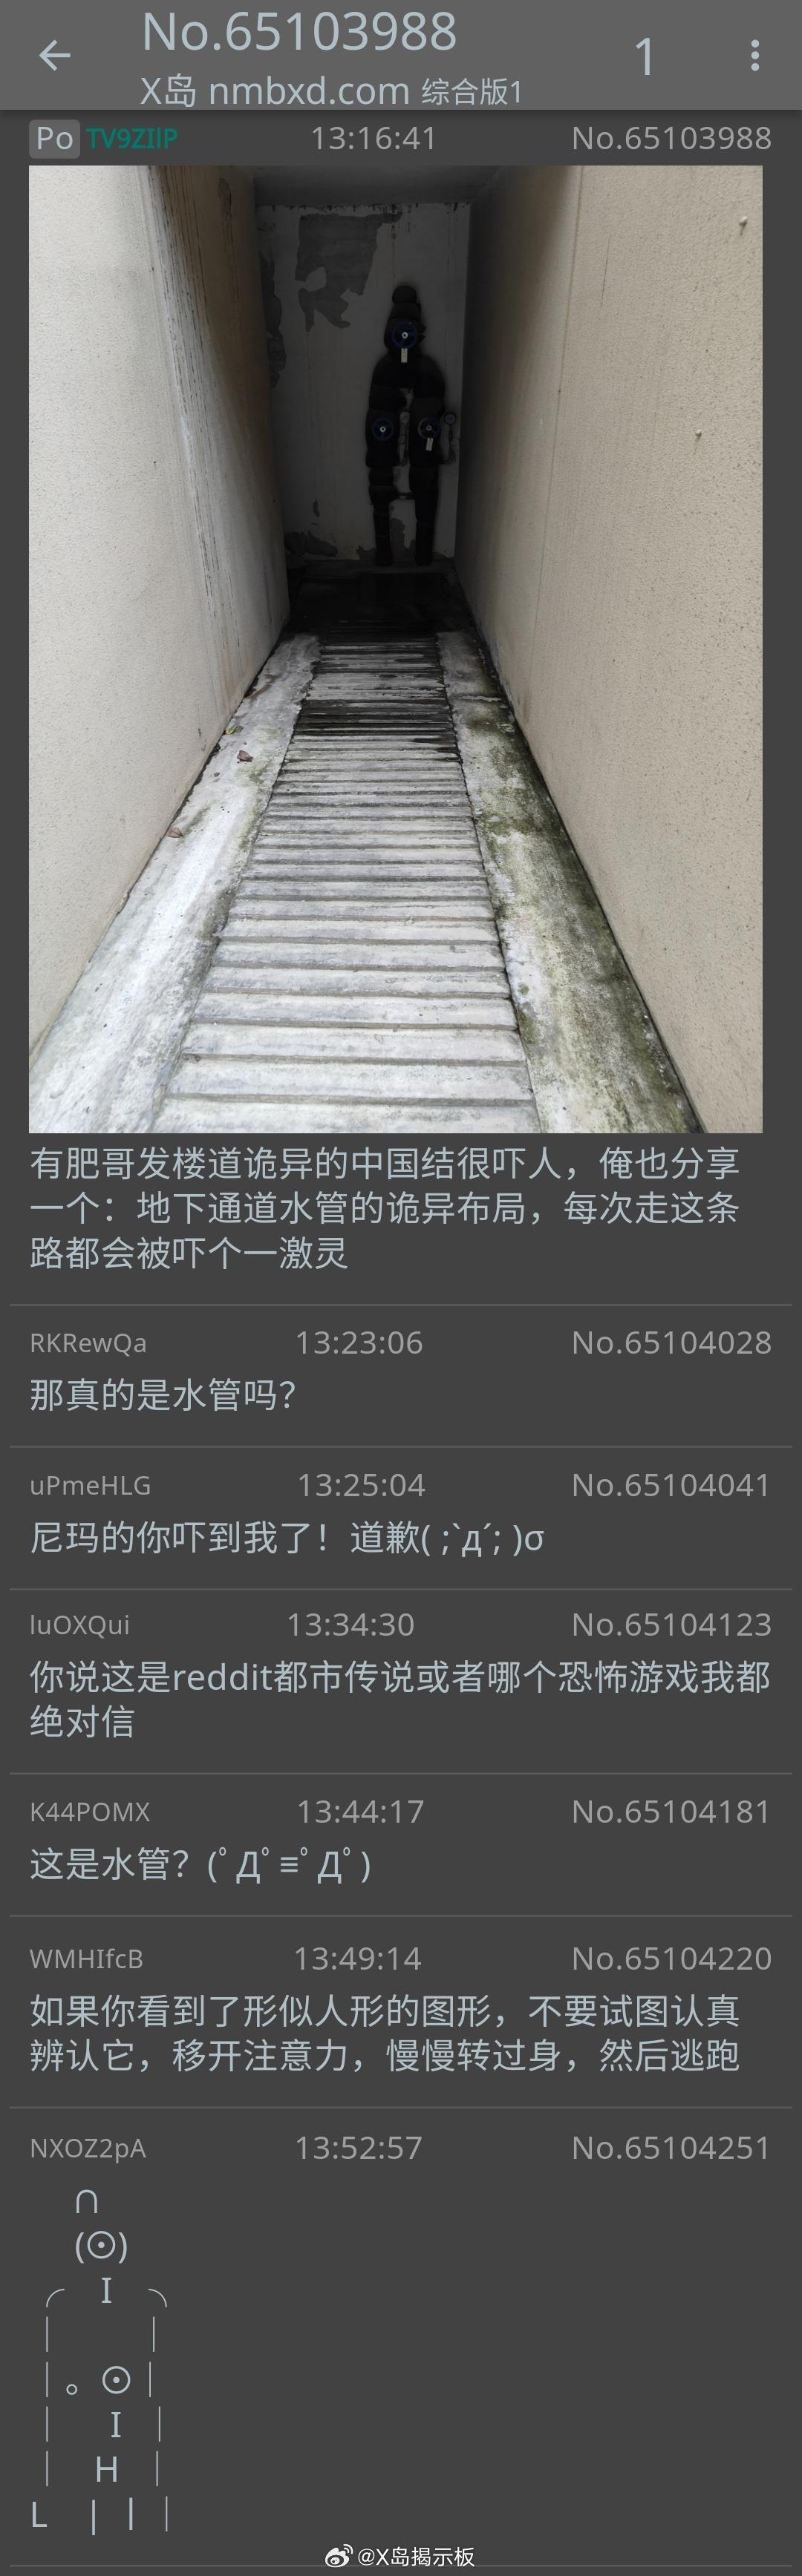 No.65103988
1
X岛 nmbxd.com 综合版1
Po TV9ZIlP 13:16:41 No.65103988
有肥哥发楼道诡异的中国结很吓人，俺也分享
一个：地下通道水管的诡异布局，每次走这条
路都会被吓个一激灵
RKRewQa 13:23:06 No.65104028
那真的是水管吗？
uPmeHLG 13:25:04 No.65104041
尼玛的你吓到我了！道歉( ;`д´; )σ
luOXQui 13:34:30 No.65104123
你说这是reddit都市传说或者哪个恐怖游戏我都
绝对信
K44POMX 13:44:17 No.65104181
这是水管？(ﾟДﾟ≡ﾟДﾟ)
WMHIfcB 13:49:14 No.65104220
如果你看到了形似人形的图形，不要试图认真
辨认它，移开注意力，慢慢转过身，然后逃跑
NXOZ2pA 13:52:57 No.65104251
∩
(⊙)
╭ I ╮
│ │
│。⊙│
│ I │
│ H │
L | | │
@X岛揭示板